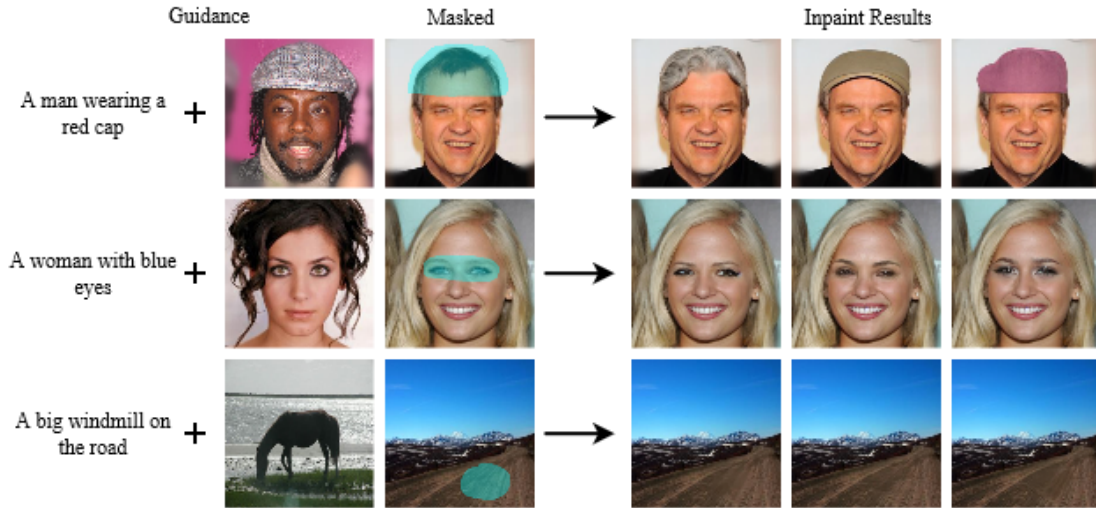 Guidance
Masked
Inpaint Results
A man wearing a
red cap
+
A woman with blue
eyes
+
A big windmill on
the road
+